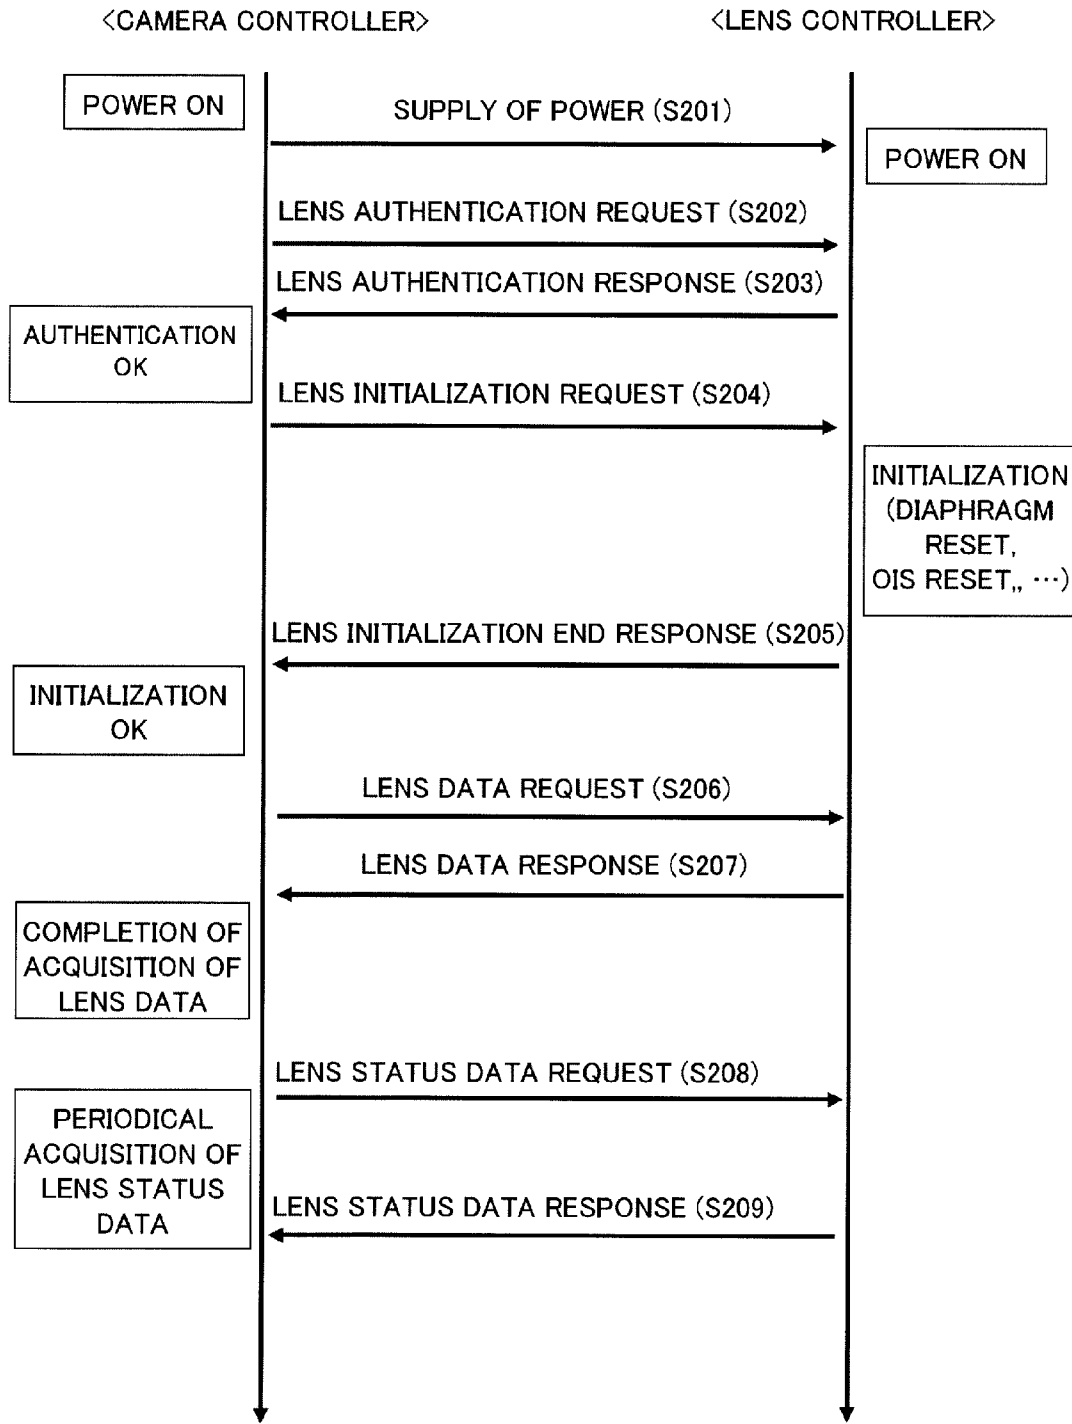 <CAMERA CONTROLLER>
<LENS CONTROLLER>
POWER ON
SUPPLY OF POWER (S201)
POWER ON
LENS AUTHENTICATION REQUEST (S202)
LENS AUTHENTICATION RESPONSE (S203)
AUTHENTICATION
OK
LENS INITIALIZATION REQUEST (S204)
INITIALIZATION
(DIAPHRAGM
RESET,
OIS RESET,, ⋯)
LENS INITIALIZATION END RESPONSE (S205)
INITIALIZATION
OK
LENS DATA REQUEST (S206)
LENS DATA RESPONSE (S207)
COMPLETION OF
ACQUISITION OF
LENS DATA
LENS STATUS DATA REQUEST (S208)
PERIODICAL
ACQUISITION OF
LENS STATUS
DATA
LENS STATUS DATA RESPONSE (S209)